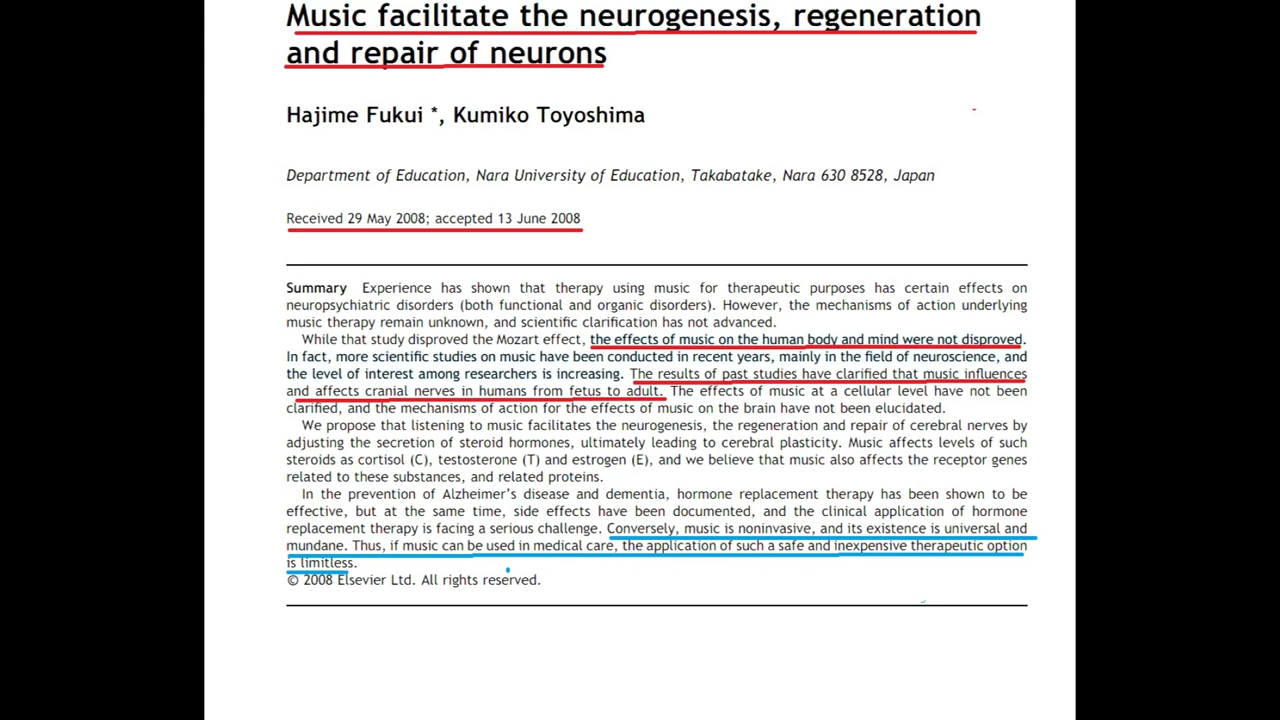 Music facilitate the neurogenesis, regeneration
and repair of neurons
Hajime Fukui *, Kumiko Toyoshima
Department of Education, Nara University of Education, Takabatake, Nara 630 8528, Japan
Received 29 May 2008; accepted 13 June 2008
Summary Experience has shown that therapy using music for therapeutic purposes has certain effects on
neuropsychiatric disorders (both functional and organic disorders). However, the mechanisms of action underlying
music therapy remain unknown, and scientific clarification has not advanced.
While that study disproved the Mozart effect, the effects of music on the human body and mind were not disproved.
In fact, more scientific studies on music have been conducted in recent years, mainly in the field of neuroscience, and
the level of interest among researchers is increasing. The results of past studies have clarified that music influences
and affects cranial nerves in humans from fetus to adult. The effects of music at a cellular level have not been
clarified, and the mechanisms of action for the effects of music on the brain have not been elucidated.
We propose that listening to music facilitates the neurogenesis, the regeneration and repair of cerebral nerves by
adjusting the secretion of steroid hormones, ultimately leading to cerebral plasticity. Music affects levels of such
steroids as cortisol (C), testosterone (T) and estrogen (E), and we believe that music also affects the receptor genes
related to these substances, and related proteins.
In the prevention of Alzheimer's disease and dementia, hormone replacement therapy has been shown to be
effective, but at the same time, side effects have been documented, and the clinical application of hormone
replacement therapy is facing a serious challenge. Conversely, music is noninvasive, and its existence is universal and
mundane. Thus, if music can be used in medical care, the application of such a safe and inexpensive therapeutic option
is limitless.
© 2008 Elsevier Ltd. All rights reserved.